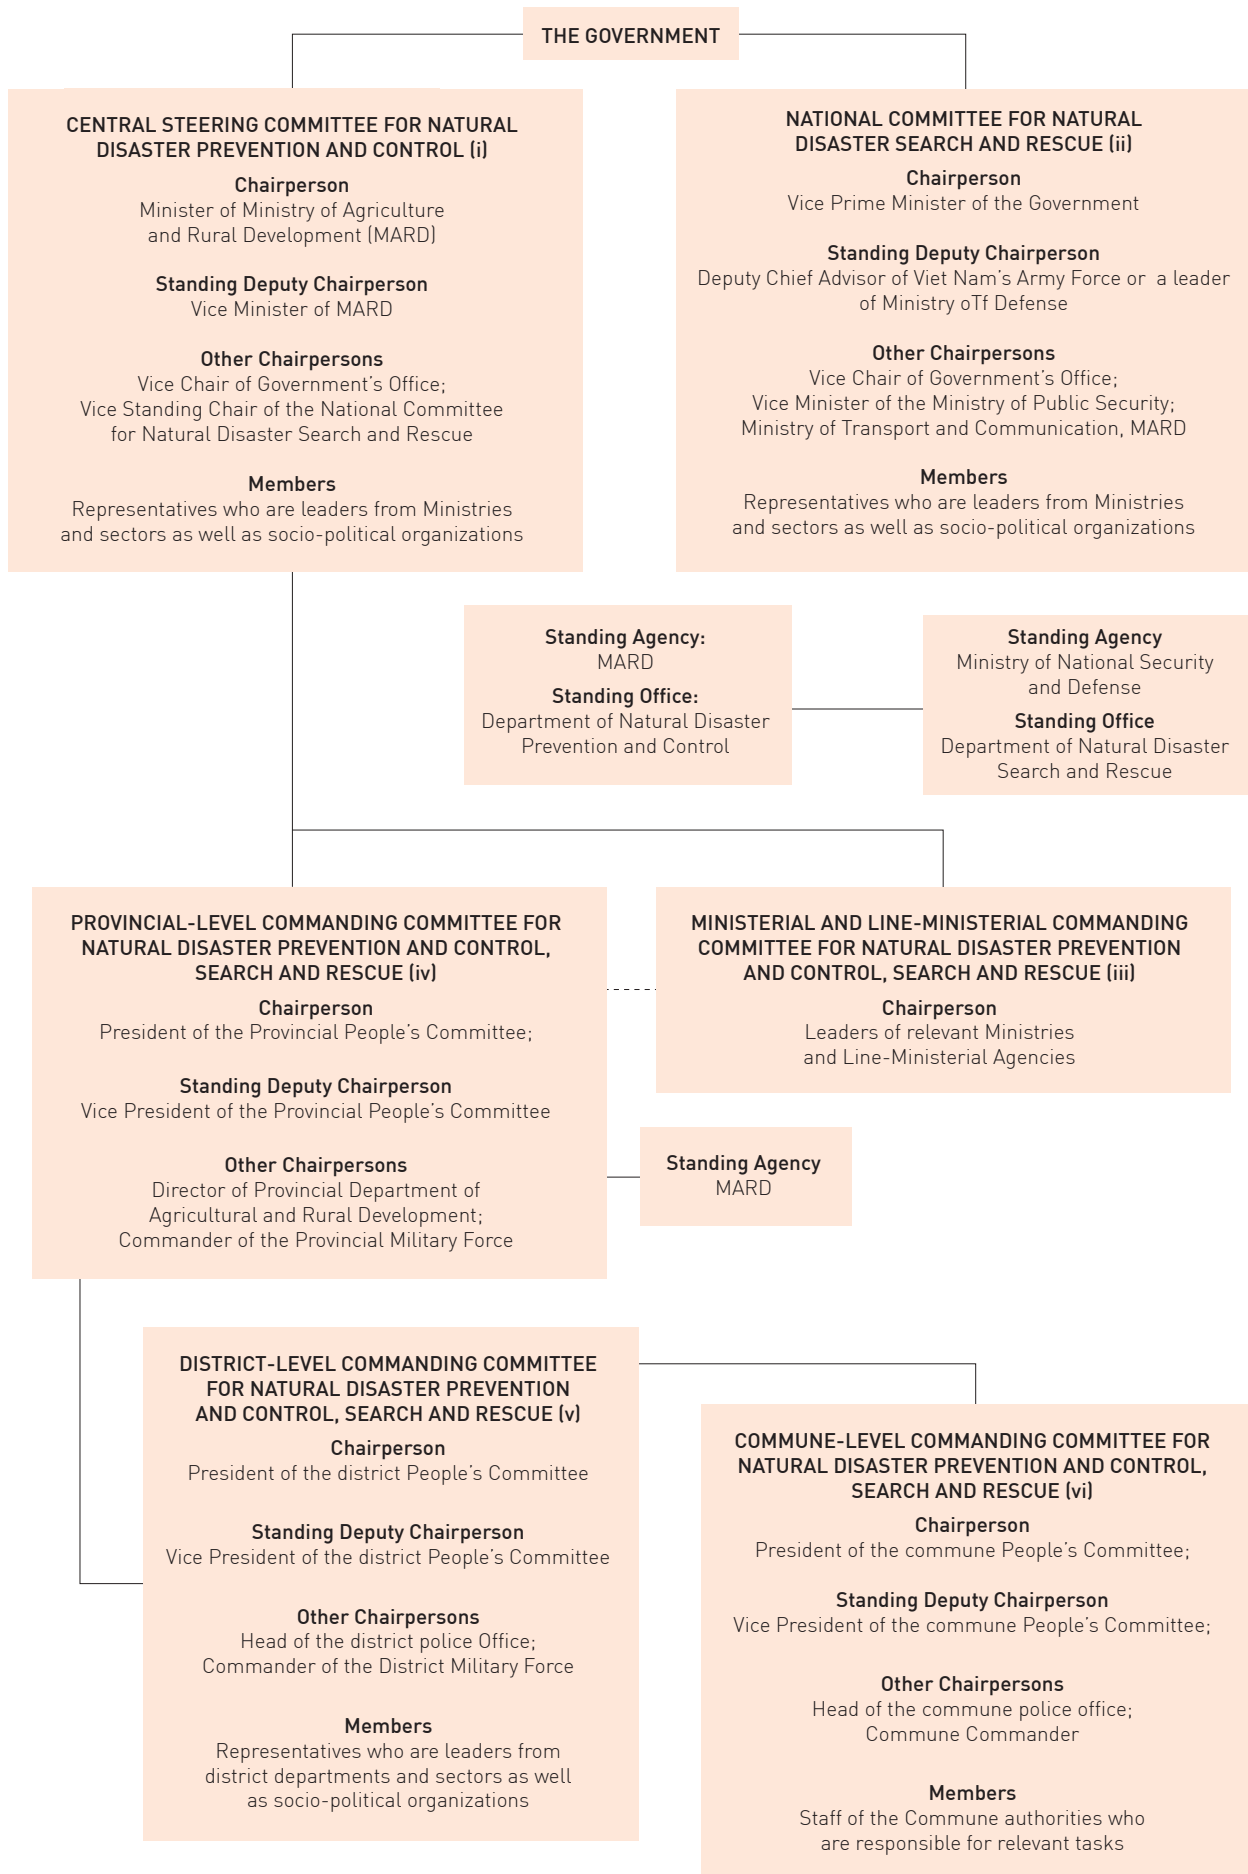 THE GOVERNMENT
CENTRAL STEERING COMMITTEE FOR NATURAL
DISASTER PREVENTION AND CONTROL (i)
Chairperson
Minister of Ministry of Agriculture
and Rural Development (MARD)
Standing Deputy Chairperson
Vice Minister of MARD
Other Chairpersons
Vice Chair of Government’s Office;
Vice Standing Chair of the National Committee
for Natural Disaster Search and Rescue
Members
Representatives who are leaders from Ministries
and sectors as well as socio-political organizations
NATIONAL COMMITTEE FOR NATURAL
DISASTER SEARCH AND RESCUE (ii)
Chairperson
Vice Prime Minister of the Government
Standing Deputy Chairperson
Deputy Chief Advisor of Viet Nam’s Army Force or a leader
of Ministry oTf Defense
Other Chairpersons
Vice Chair of Government’s Office;
Vice Minister of the Ministry of Public Security;
Ministry of Transport and Communication, MARD
Members
Representatives who are leaders from Ministries
and sectors as well as socio-political organizations
Standing Agency:
MARD
Standing Office:
Department of Natural Disaster
Prevention and Control
Standing Agency
Ministry of National Security
and Defense
Standing Office
Department of Natural Disaster
Search and Rescue
PROVINCIAL-LEVEL COMMANDING COMMITTEE FOR
NATURAL DISASTER PREVENTION AND CONTROL,
SEARCH AND RESCUE (iv)
Chairperson
President of the Provincial People’s Committee;
Standing Deputy Chairperson
Vice President of the Provincial People’s Committee
Other Chairpersons
Director of Provincial Department of
Agricultural and Rural Development;
Commander of the Provincial Military Force
MINISTERIAL AND LINE-MINISTERIAL COMMANDING
COMMITTEE FOR NATURAL DISASTER PREVENTION
AND CONTROL, SEARCH AND RESCUE (iii)
Chairperson
Leaders of relevant Ministries
and Line-Ministerial Agencies
Standing Agency
MARD
DISTRICT-LEVEL COMMANDING COMMITTEE
FOR NATURAL DISASTER PREVENTION
AND CONTROL, SEARCH AND RESCUE (v)
Chairperson
President of the district People’s Committee
Standing Deputy Chairperson
Vice President of the district People’s Committee
Other Chairpersons
Head of the district police Office;
Commander of the District Military Force
Members
Representatives who are leaders from
district departments and sectors as well
as socio-political organizations
COMMUNE-LEVEL COMMANDING COMMITTEE FOR
NATURAL DISASTER PREVENTION AND CONTROL,
SEARCH AND RESCUE (vi)
Chairperson
President of the commune People’s Committee;
Standing Deputy Chairperson
Vice President of the commune People’s Committee;
Other Chairpersons
Head of the commune police office;
Commune Commander
Members
Staff of the Commune authorities who
are responsible for relevant tasks